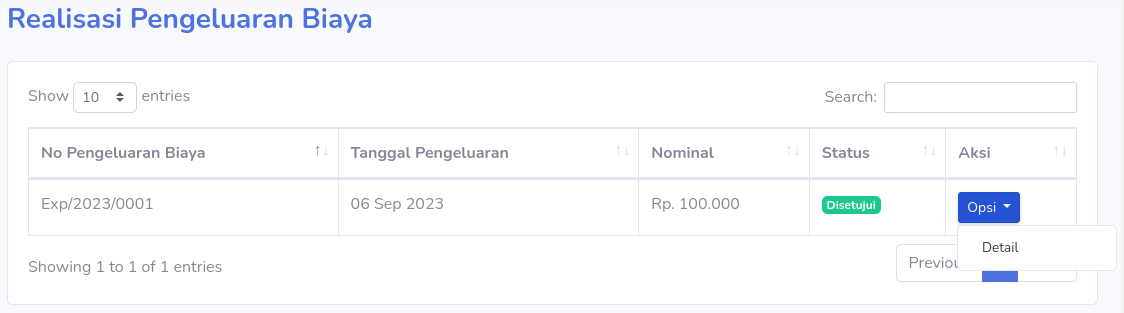 Realisasi Pengeluaran Biaya
Show 10 entries
Search:
No Pengeluaran Biaya Tanggal Pengeluaran Nominal Status Aksi
Exp/2023/0001 06 Sep 2023 Rp. 100.000 Disetujui Opsi
Detail
Showing 1 to 1 of 1 entries